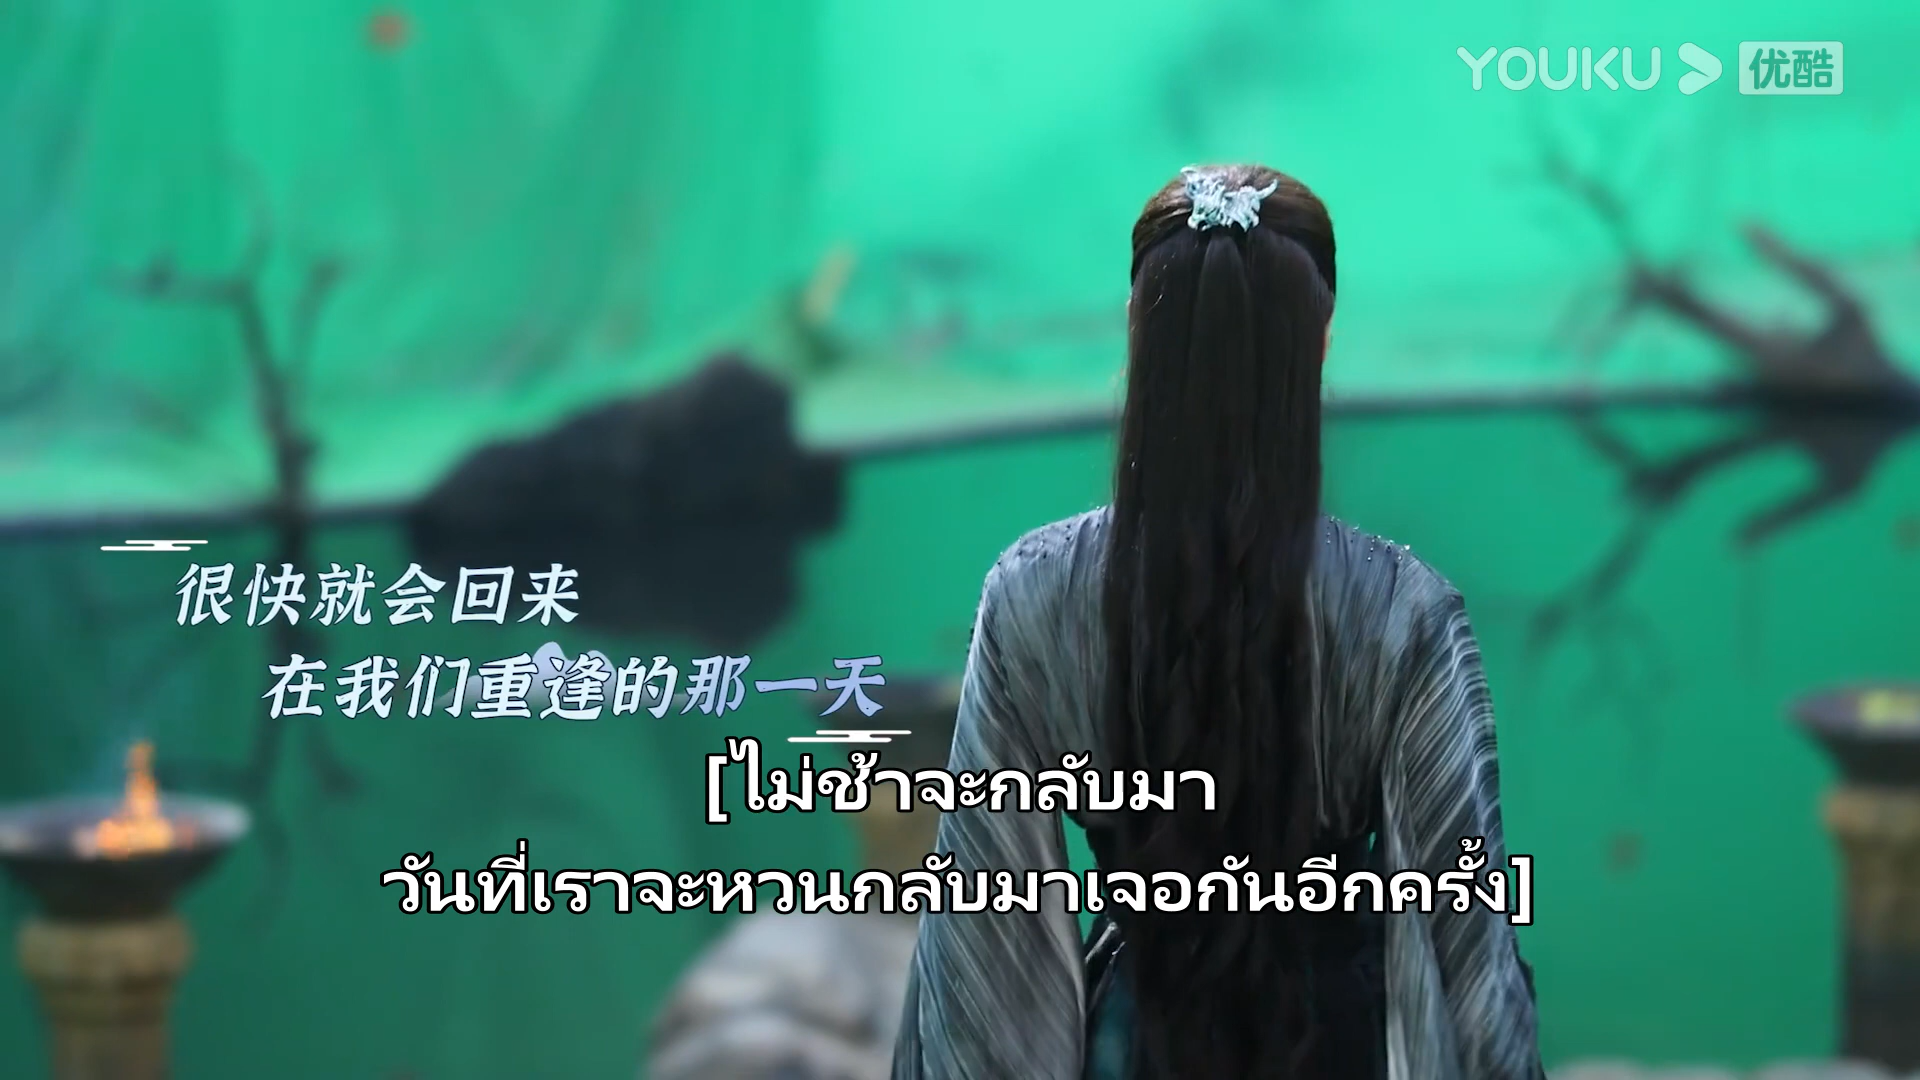 YOUKU 优酷
很快就会回来
在我们重逢的那一天
[ไม่ช้าจะกลับมา
วันที่เราจะหวนกลับมาเจอกันอีกครั้ง]